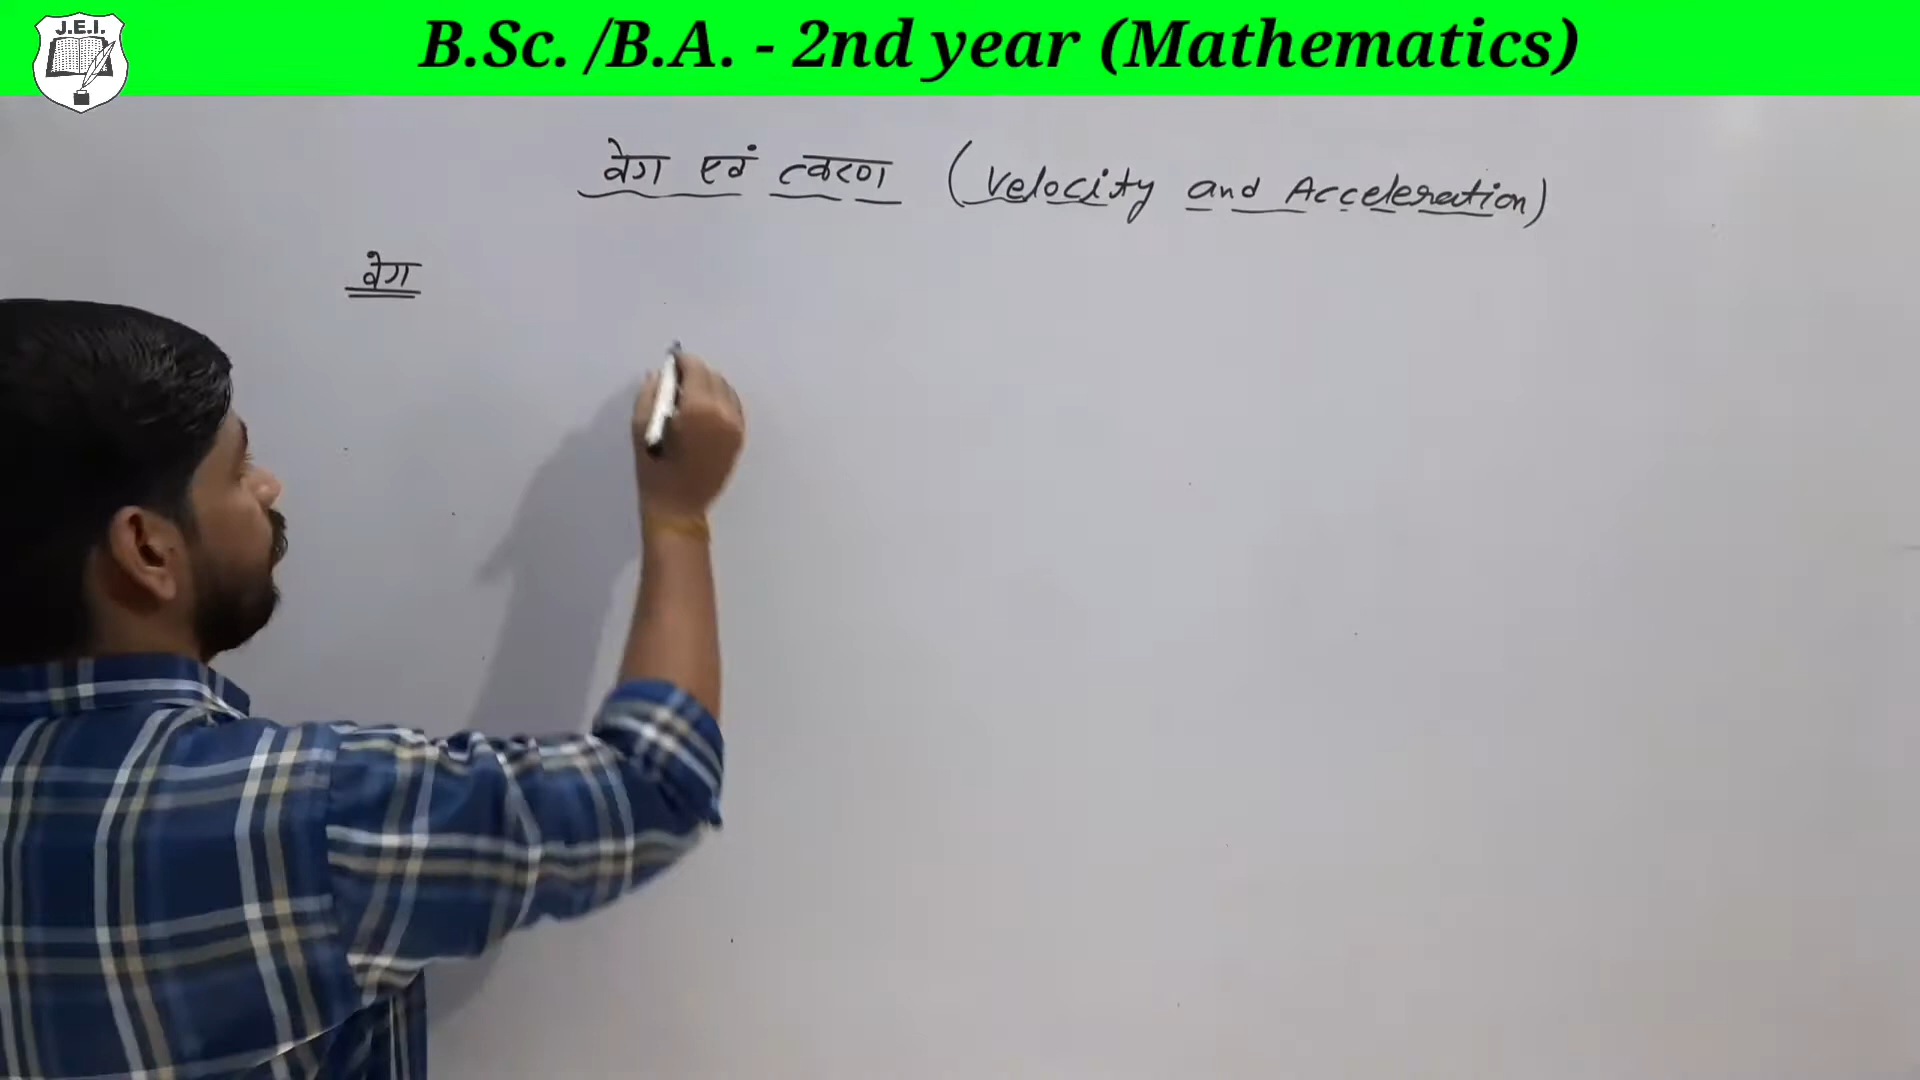 J.E.I.
B.Sc. /B.A. - 2nd year (Mathematics)
वेग एवं त्वरण (Velocity and Acceleration)
वेग